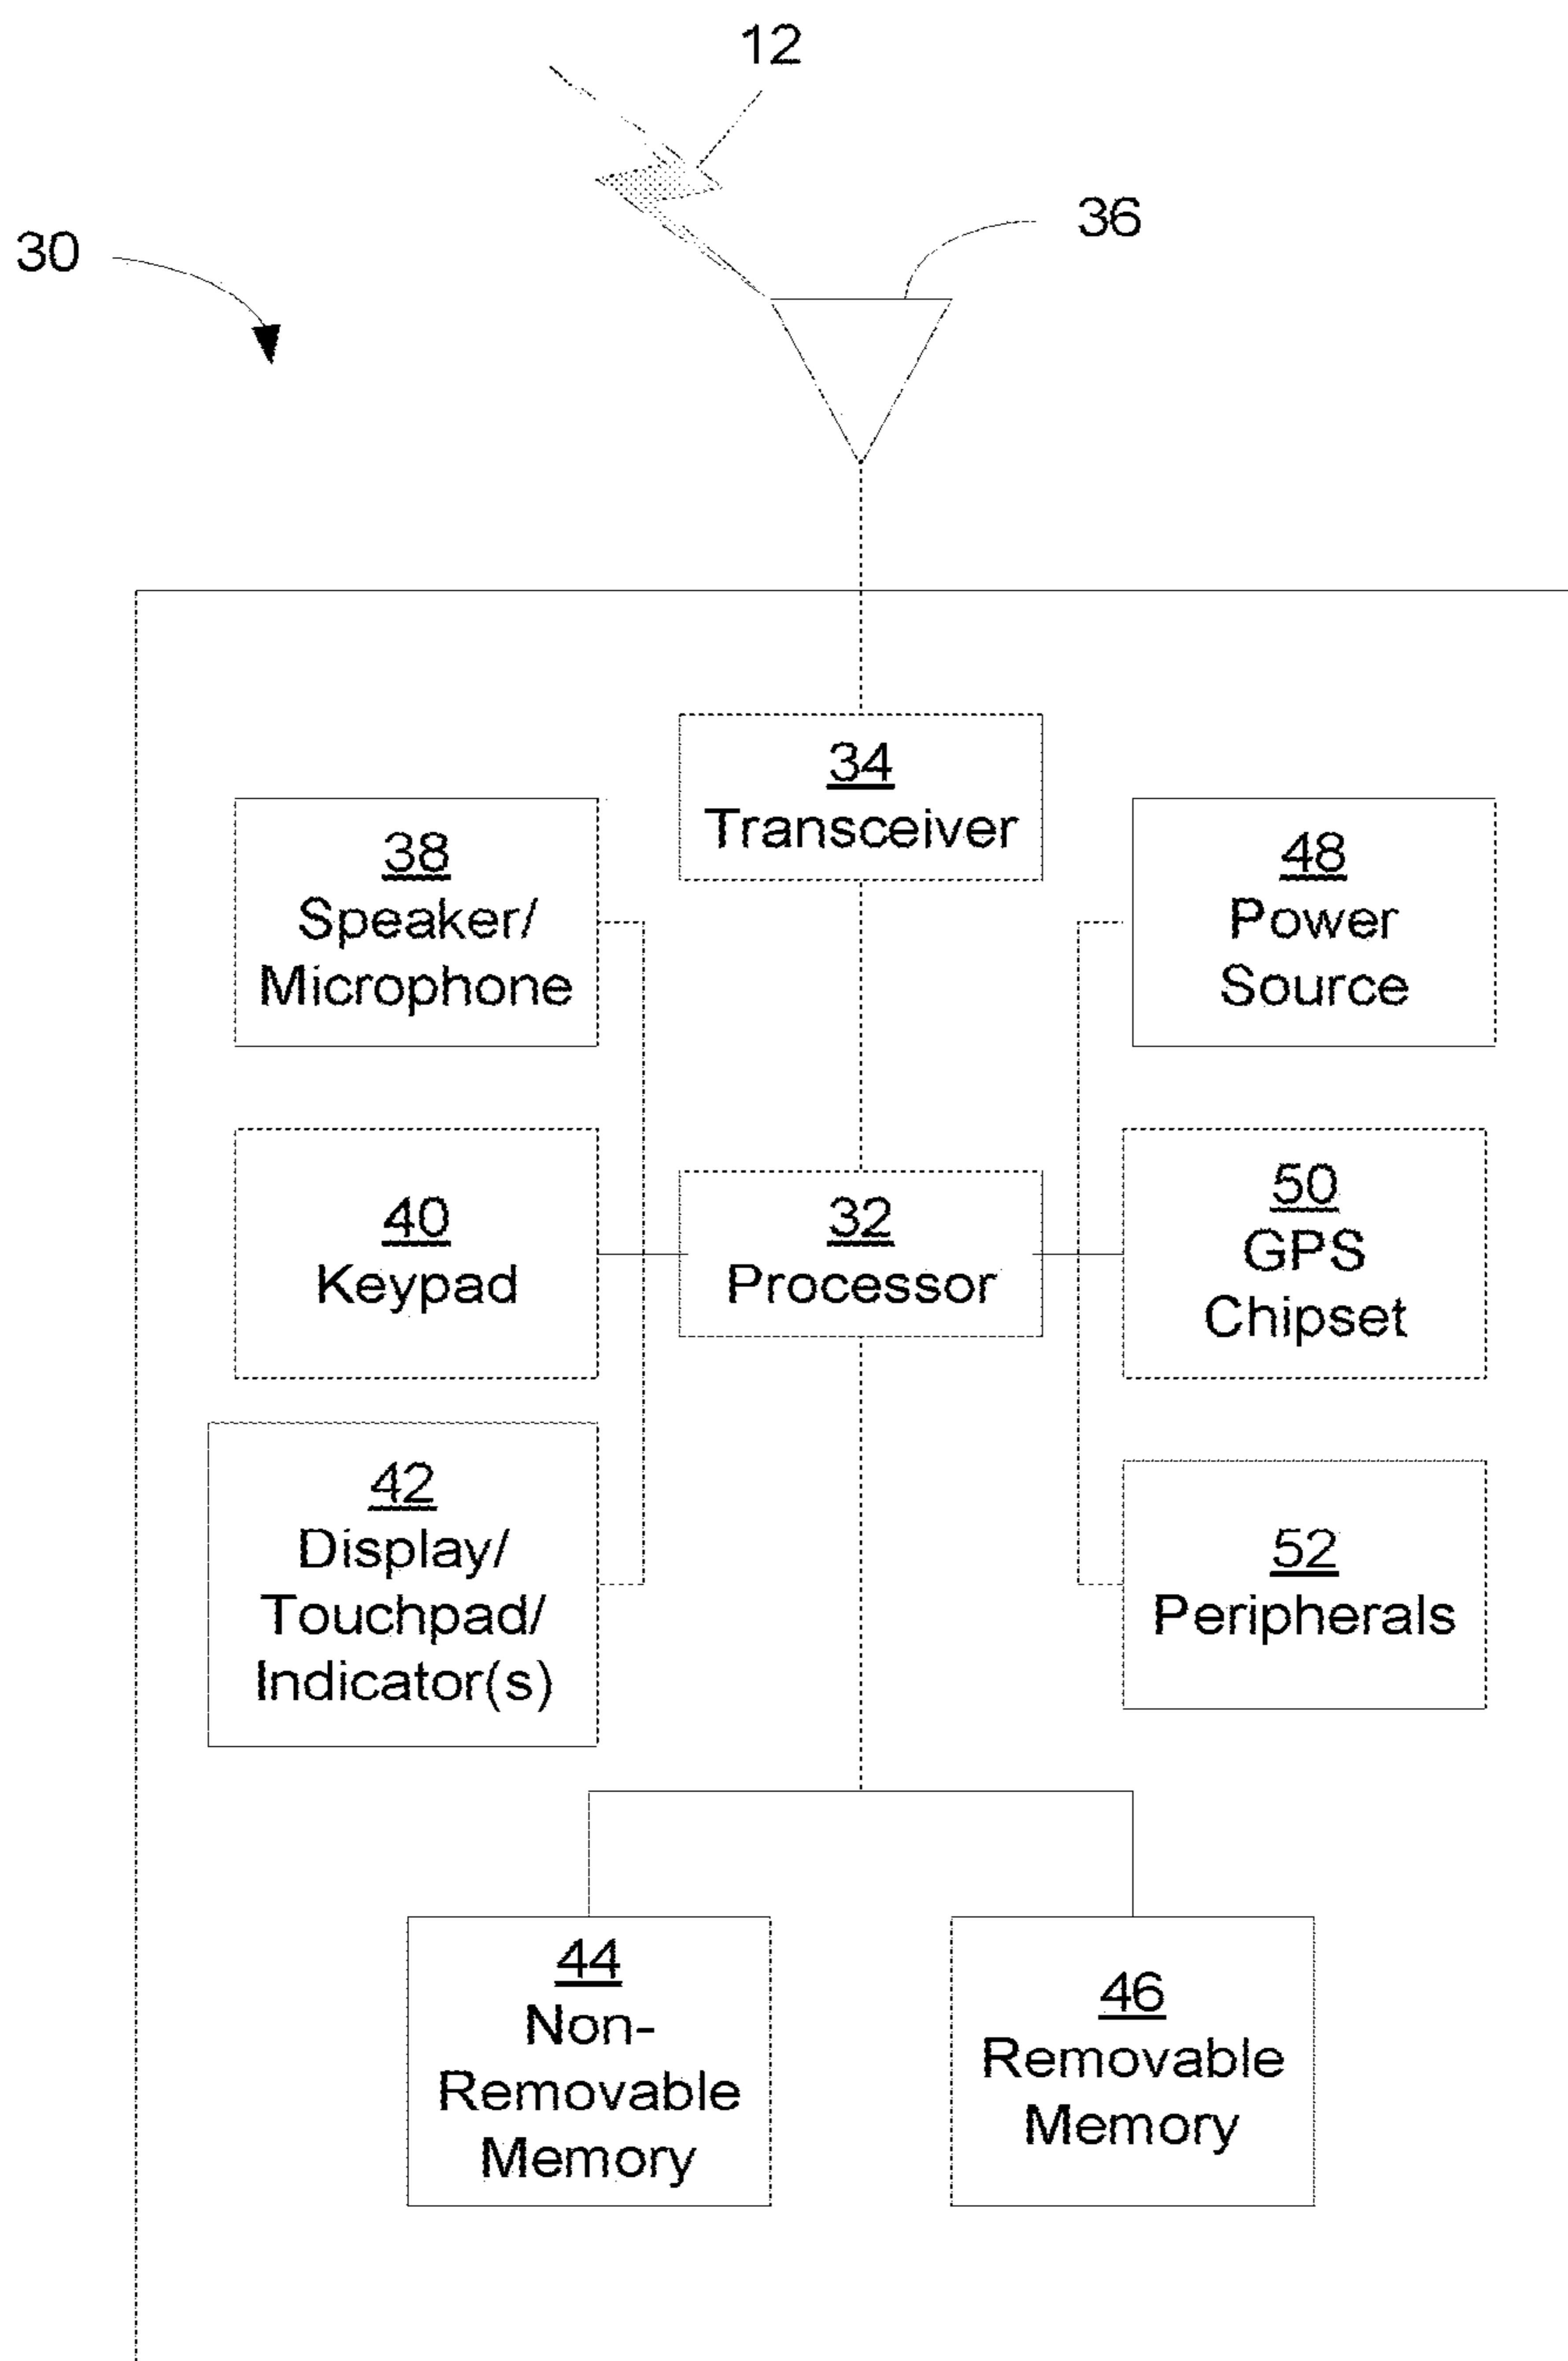 12
36
30
34
Transceiver
38
Speaker/
Microphone
48
Power
Source
40
Keypad
32
Processor
50
GPS
Chipset
42
Display/
Touchpad/
Indicator(s)
52
Peripherals
44
Non-
Removable
Memory
46
Removable
Memory